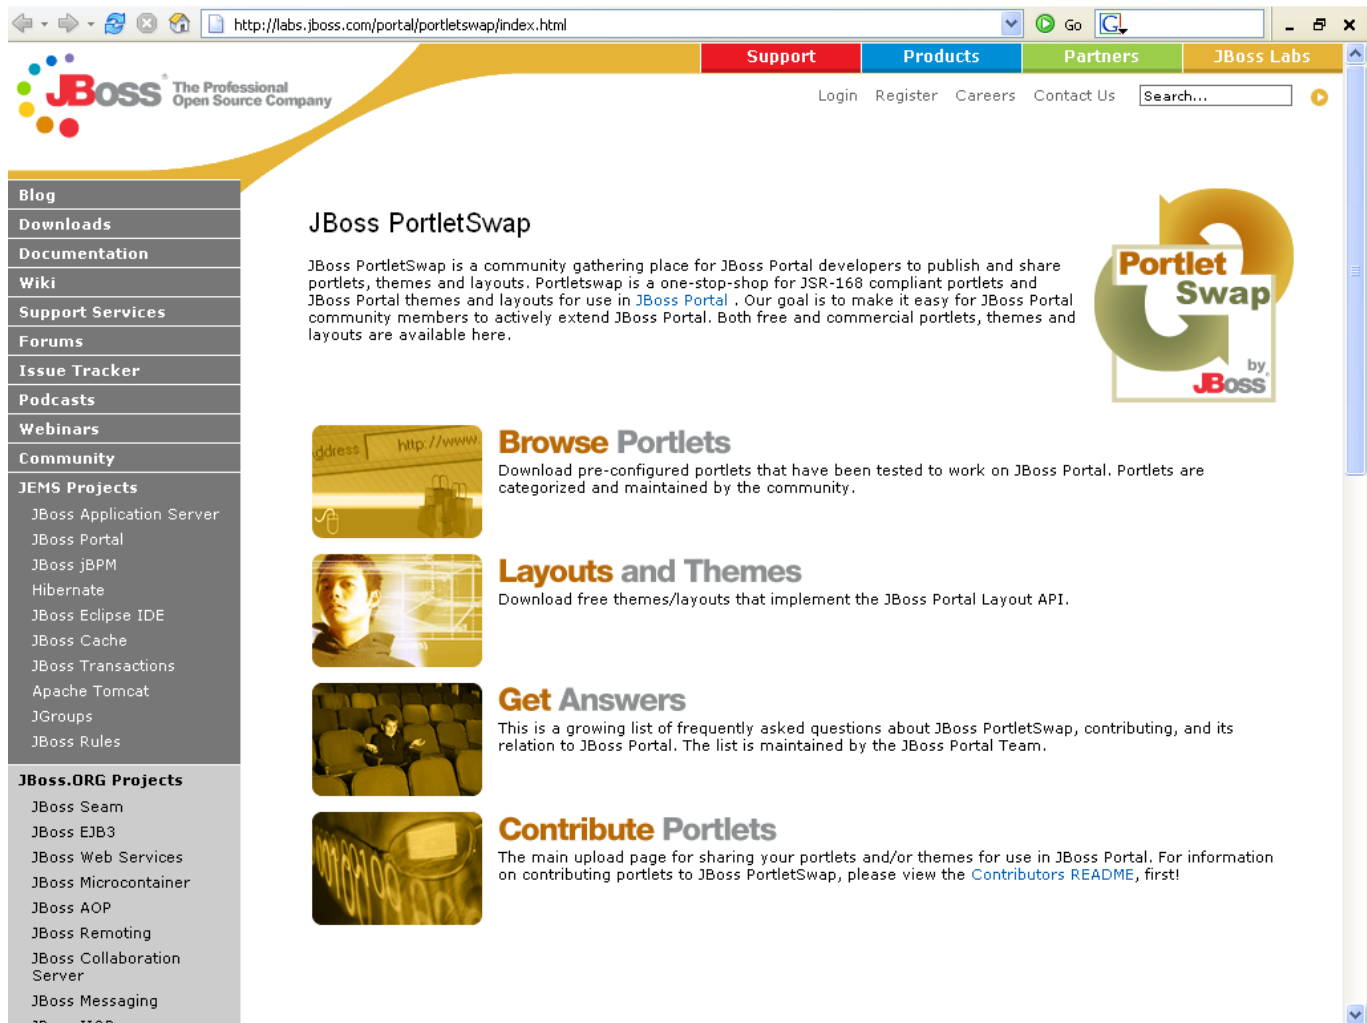 http://labs.jboss.com/portal/portletswap/index.html
Go
G
Support
Products
Partners
JBoss Labs
JBoss® The Professional
Open Source Company
Login Register Careers Contact Us Search...
Blog
Downloads
Documentation
Wiki
Support Services
Forums
Issue Tracker
Podcasts
Webinars
Community
JEMS Projects
JBoss Application Server
JBoss Portal
JBoss jBPM
Hibernate
JBoss Eclipse IDE
JBoss Cache
JBoss Transactions
Apache Tomcat
JGroups
JBoss Rules
JBoss.ORG Projects
JBoss Seam
JBoss EJB3
JBoss Web Services
JBoss Microcontainer
JBoss AOP
JBoss Remoting
JBoss Collaboration
Server
JBoss Messaging
JBoss PortletSwap
JBoss PortletSwap is a community gathering place for JBoss Portal developers to publish and share
portlets, themes and layouts. Portletswap is a one-stop-shop for JSR-168 compliant portlets and
JBoss Portal themes and layouts for use in JBoss Portal . Our goal is to make it easy for JBoss Portal
community members to actively extend JBoss Portal. Both free and commercial portlets, themes and
layouts are available here.
Portlet
Swap
by
JBoss
address http://www.
Browse Portlets
Download pre-configured portlets that have been tested to work on JBoss Portal. Portlets are
categorized and maintained by the community.
Layouts and Themes
Download free themes/layouts that implement the JBoss Portal Layout API.
Get Answers
This is a growing list of frequently asked questions about JBoss PortletSwap, contributing, and its
relation to JBoss Portal. The list is maintained by the JBoss Portal Team.
Contribute Portlets
The main upload page for sharing your portlets and/or themes for use in JBoss Portal. For information
on contributing portlets to JBoss PortletSwap, please view the Contributors README, first!